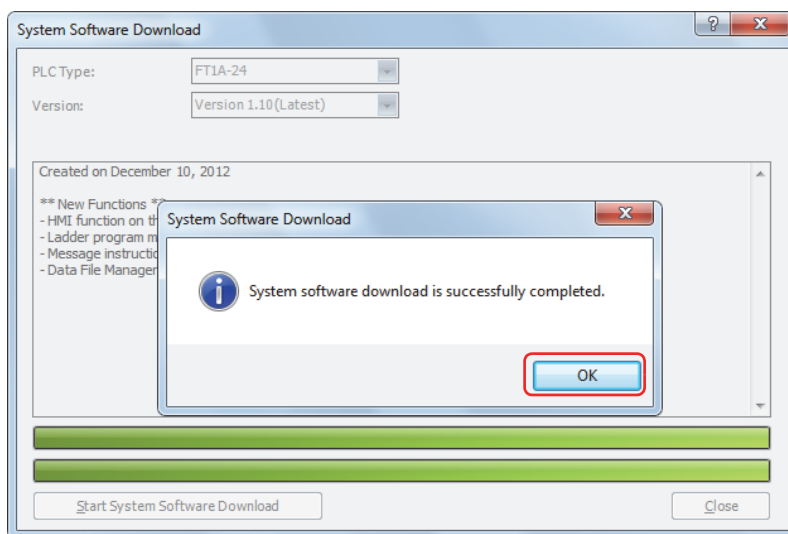 System Software Download
PLC Type: FT1A-24
Version: Version 1.10(Latest)
Created on December 10, 2012
** New Functions **
- HMI function on th
- Ladder program m
- Message instructio
- Data File Manager
System Software Download
System software download is successfully completed.
OK
Start System Software Download Close